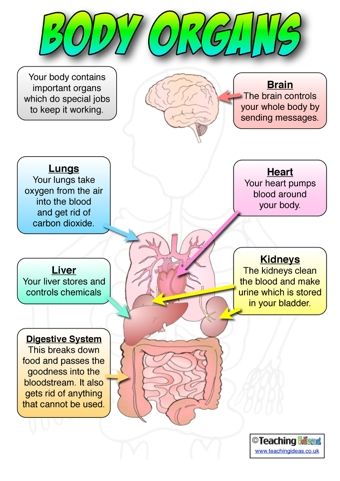 BODY ORGANS
Your body contains
important organs
which do special jobs
to keep it working.
Brain
The brain controls
your whole body by
sending messages.
Lungs
Your lungs take
oxygen from the air
into the blood
and get rid of
carbon dioxide.
Heart
Your heart pumps
blood around
your body.
Liver
Your liver stores and
controls chemicals
Kidneys
The kidneys clean
the blood and make
urine which is stored
in your bladder.
Digestive System
This breaks down
food and passes the
goodness into the
bloodstream. It also
gets rid of anything
that cannot be used.
©Teaching Ideas
www.teachingideas.co.uk